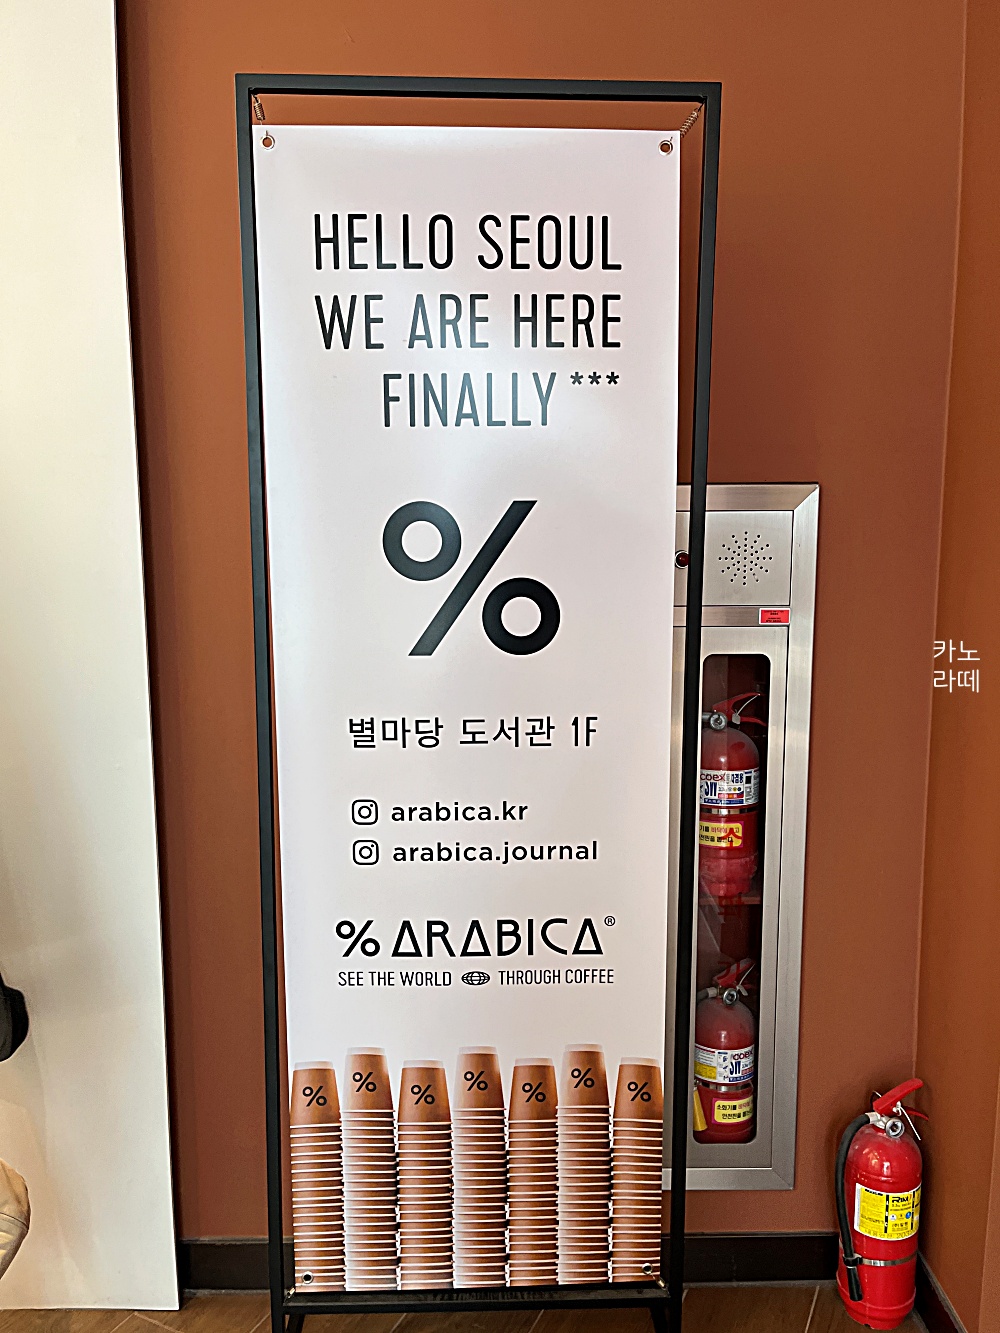 HELLO SEOUL
WE ARE HERE
FINALLY ***
%
별마당 도서관 1F
arabica.kr
arabica.journal
% ARABICA®
SEE THE WORLD THROUGH COFFEE
% % % % % % %
카노
라떼
coex